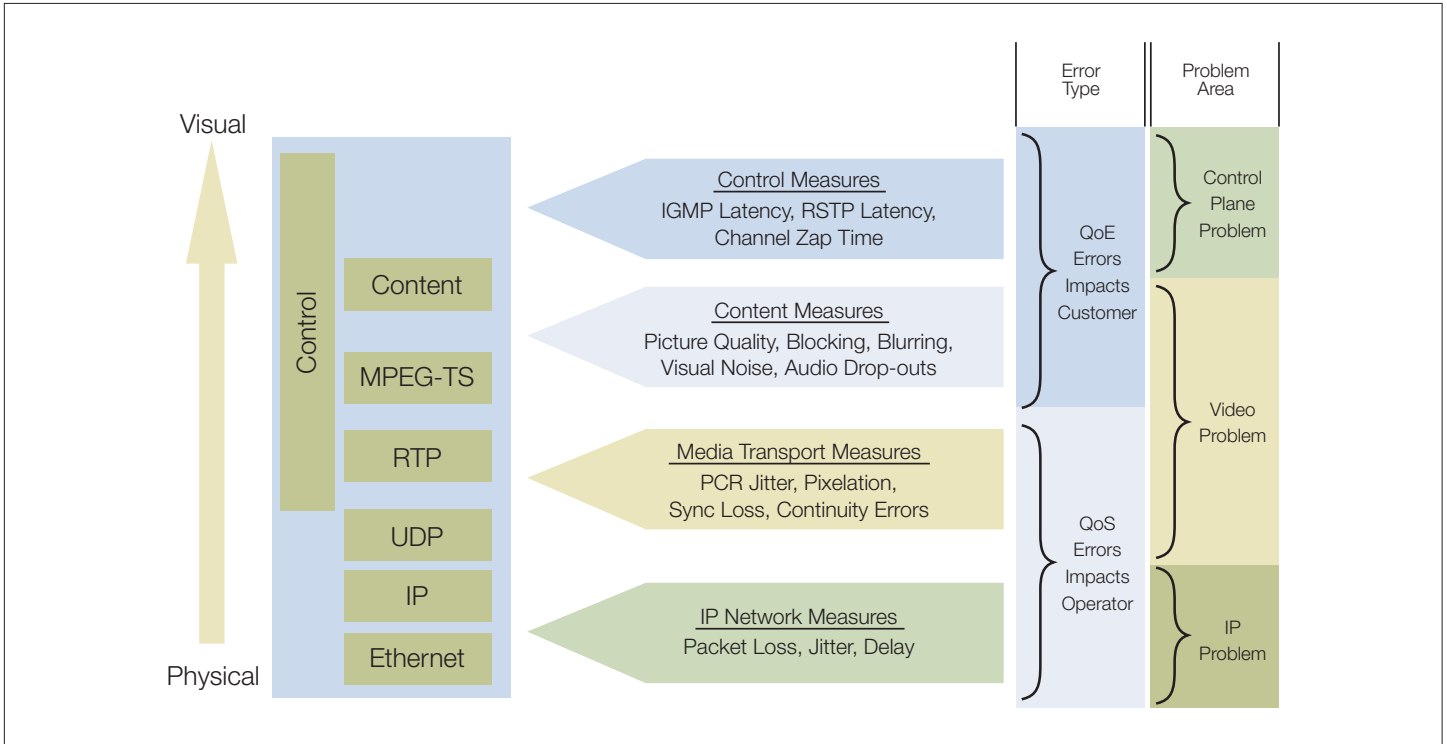 Error
Type
Problem
Area
Visual
Physical
Control
Content
MPEG-TS
RTP
UDP
IP
Ethernet
Control Measures
IGMP Latency, RSTP Latency,
Channel Zap Time
Content Measures
Picture Quality, Blocking, Blurring,
Visual Noise, Audio Drop-outs
Media Transport Measures
PCR Jitter, Pixelation,
Sync Loss, Continuity Errors
IP Network Measures
Packet Loss, Jitter, Delay
QoE
Errors
Impacts
Customer
QoS
Errors
Impacts
Operator
Control
Plane
Problem
Video
Problem
IP
Problem